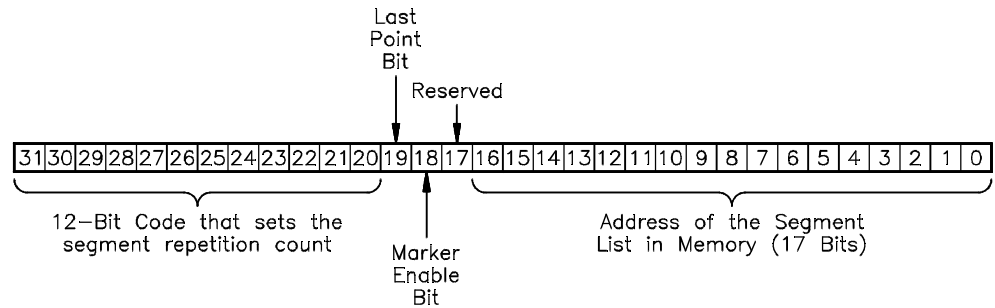 Last
Point
Bit
Reserved
31 30 29 28 27 26 25 24 23 22 21 20 19 18 17 16 15 14 13 12 11 10 9 8 7 6 5 4 3 2 1 0
12-Bit Code that sets the
segment repetition count
Address of the Segment
List in Memory (17 Bits)
Marker
Enable
Bit